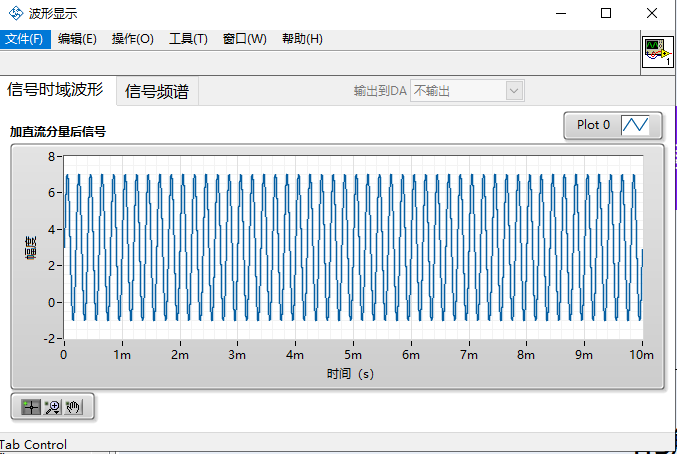 波形显示
文件(F) 编辑(E) 操作(O) 工具(T) 窗口(W) 帮助(H)
1
信号时域波形 信号频谱 输出到DA 不输出
Plot 0
加直流分量后信号
8
6
4
2
0
-2
幅度
0 1m 2m 3m 4m 5m 6m 7m 8m 9m 10m
时间（s）
Tab Control